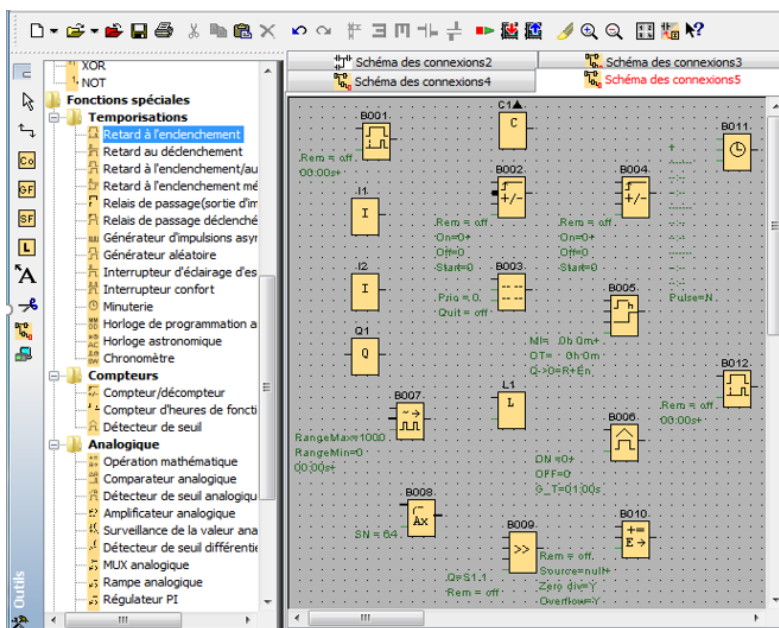 Schéma des connexions2
Schéma des connexions3
Schéma des connexions4
Schéma des connexions5
XOR
NOT
Fonctions spéciales
Temporisations
Retard à l'enclenchement
Retard au déclenchement
Retard à l'enclenchement/au
Retard à l'enclenchement mé
Relais de passage(sortie d'im
Relais de passage déclenché
Générateur d'impulsions asyr
Générateur aléatoire
Interrupteur d'éclairage d'es
Interrupteur confort
Minuterie
Horloge de programmation a
Horloge astronomique
Chronomètre
Compteurs
Compteur/décompteur
Compteur d'heures de foncti
Détecteur de seuil
Analogique
Opération mathématique
Comparateur analogique
Détecteur de seuil analogiqu
Amplificateur analogique
Surveillance de la valeur ana
Détecteur de seuil différentie
MUX analogique
Rampe analogique
Régulateur PI
Co
GF
SF
L
A
Outils
B001
Rem = off
00:00s+
C1
C
B011
+
--:--
--:--
--:--
Pulse=N
I1
I
B002
+/-
Rem = off
On=0+
Off=0
Start=0
B004
+/-
Rem = off
On=0+
Off=0
Start=0
I2
I
B003
Prio = 0
Quit = off
B005
MI= 0h 0m+
OT= 0h 0m
Q->0=R+En
Q1
Q
B012
Rem = off
00:00s+
B007
RangeMax=1000
RangeMin=0
00:00s+
L1
L
B006
ON =0+
OFF=0
G_T=01:00s
B008
Ax
SN = 64
B009
>>
Q=S1.1
Rem = off
B010
+=
E→
Rem = off
Source=null+
Zero div=Y
Overflow=Y